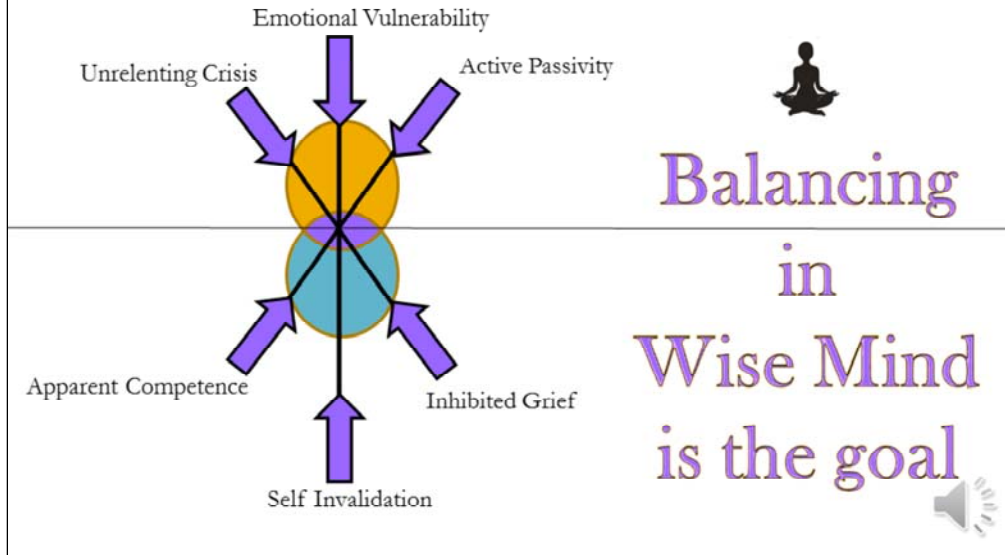 Emotional Vulnerability
Unrelenting Crisis
Active Passivity
Apparent Competence
Inhibited Grief
Self Invalidation
Balancing
in
Wise Mind
is the goal